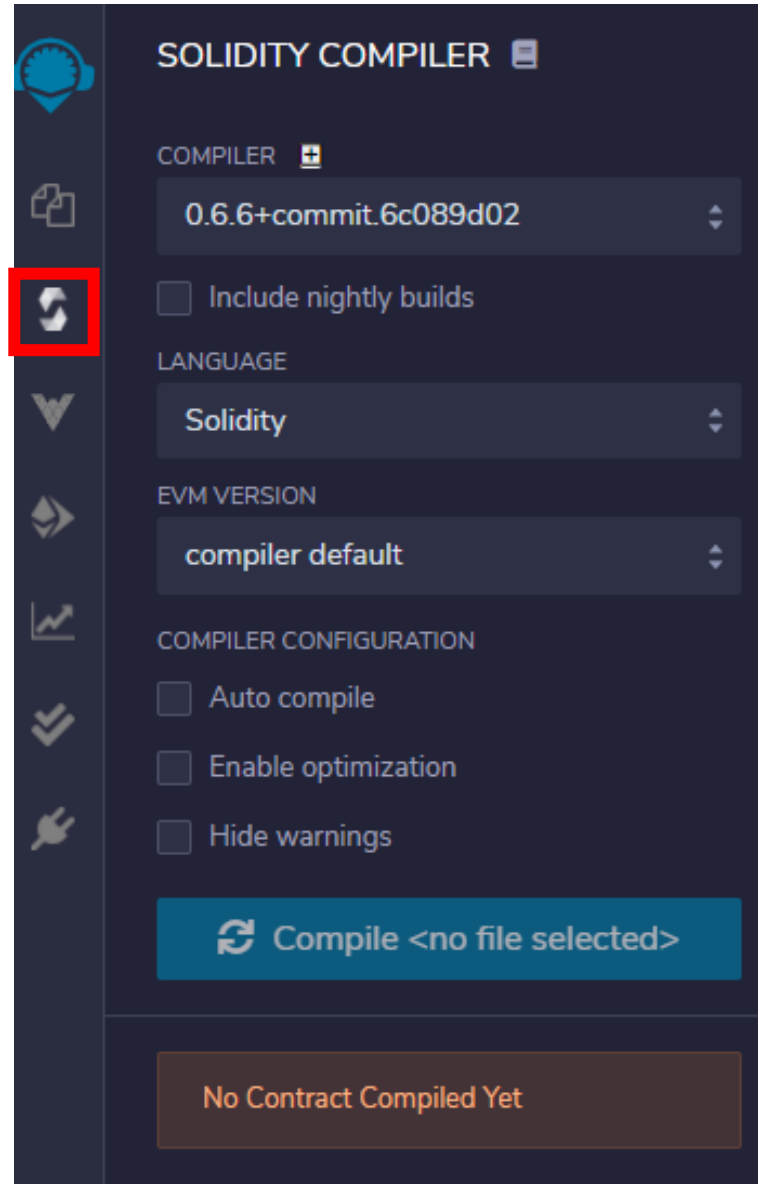 SOLIDITY COMPILER
COMPILER
0.6.6+commit.6c089d02
Include nightly builds
LANGUAGE
Solidity
EVM VERSION
compiler default
COMPILER CONFIGURATION
Auto compile
Enable optimization
Hide warnings
Compile <no file selected>
No Contract Compiled Yet